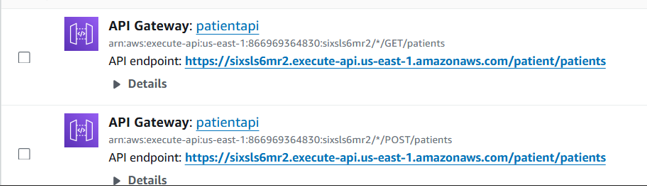 API Gateway: patientapi
arn:aws:execute-api:us-east-1:866969364830:sixsls6mr2/*/GET/patients
API endpoint: https://sixsls6mr2.execute-api.us-east-1.amazonaws.com/patient/patients
Details
API Gateway: patientapi
arn:aws:execute-api:us-east-1:866969364830:sixsls6mr2/*/POST/patients
API endpoint: https://sixsls6mr2.execute-api.us-east-1.amazonaws.com/patient/patients
Details